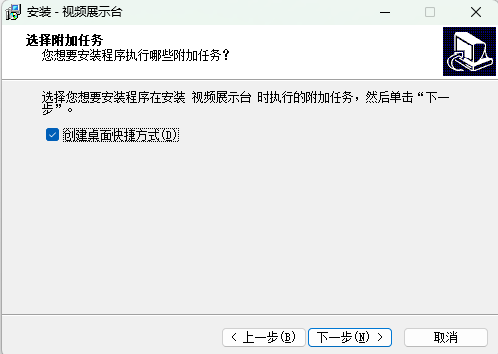 安装 - 视频展示台
选择附加任务
您想要安装程序执行哪些附加任务？
选择您想要安装程序在安装 视频展示台 时执行的附加任务，然后单击“下一
步”。
创建桌面快捷方式(D)
< 上一步(B)
下一步(N) >
取消